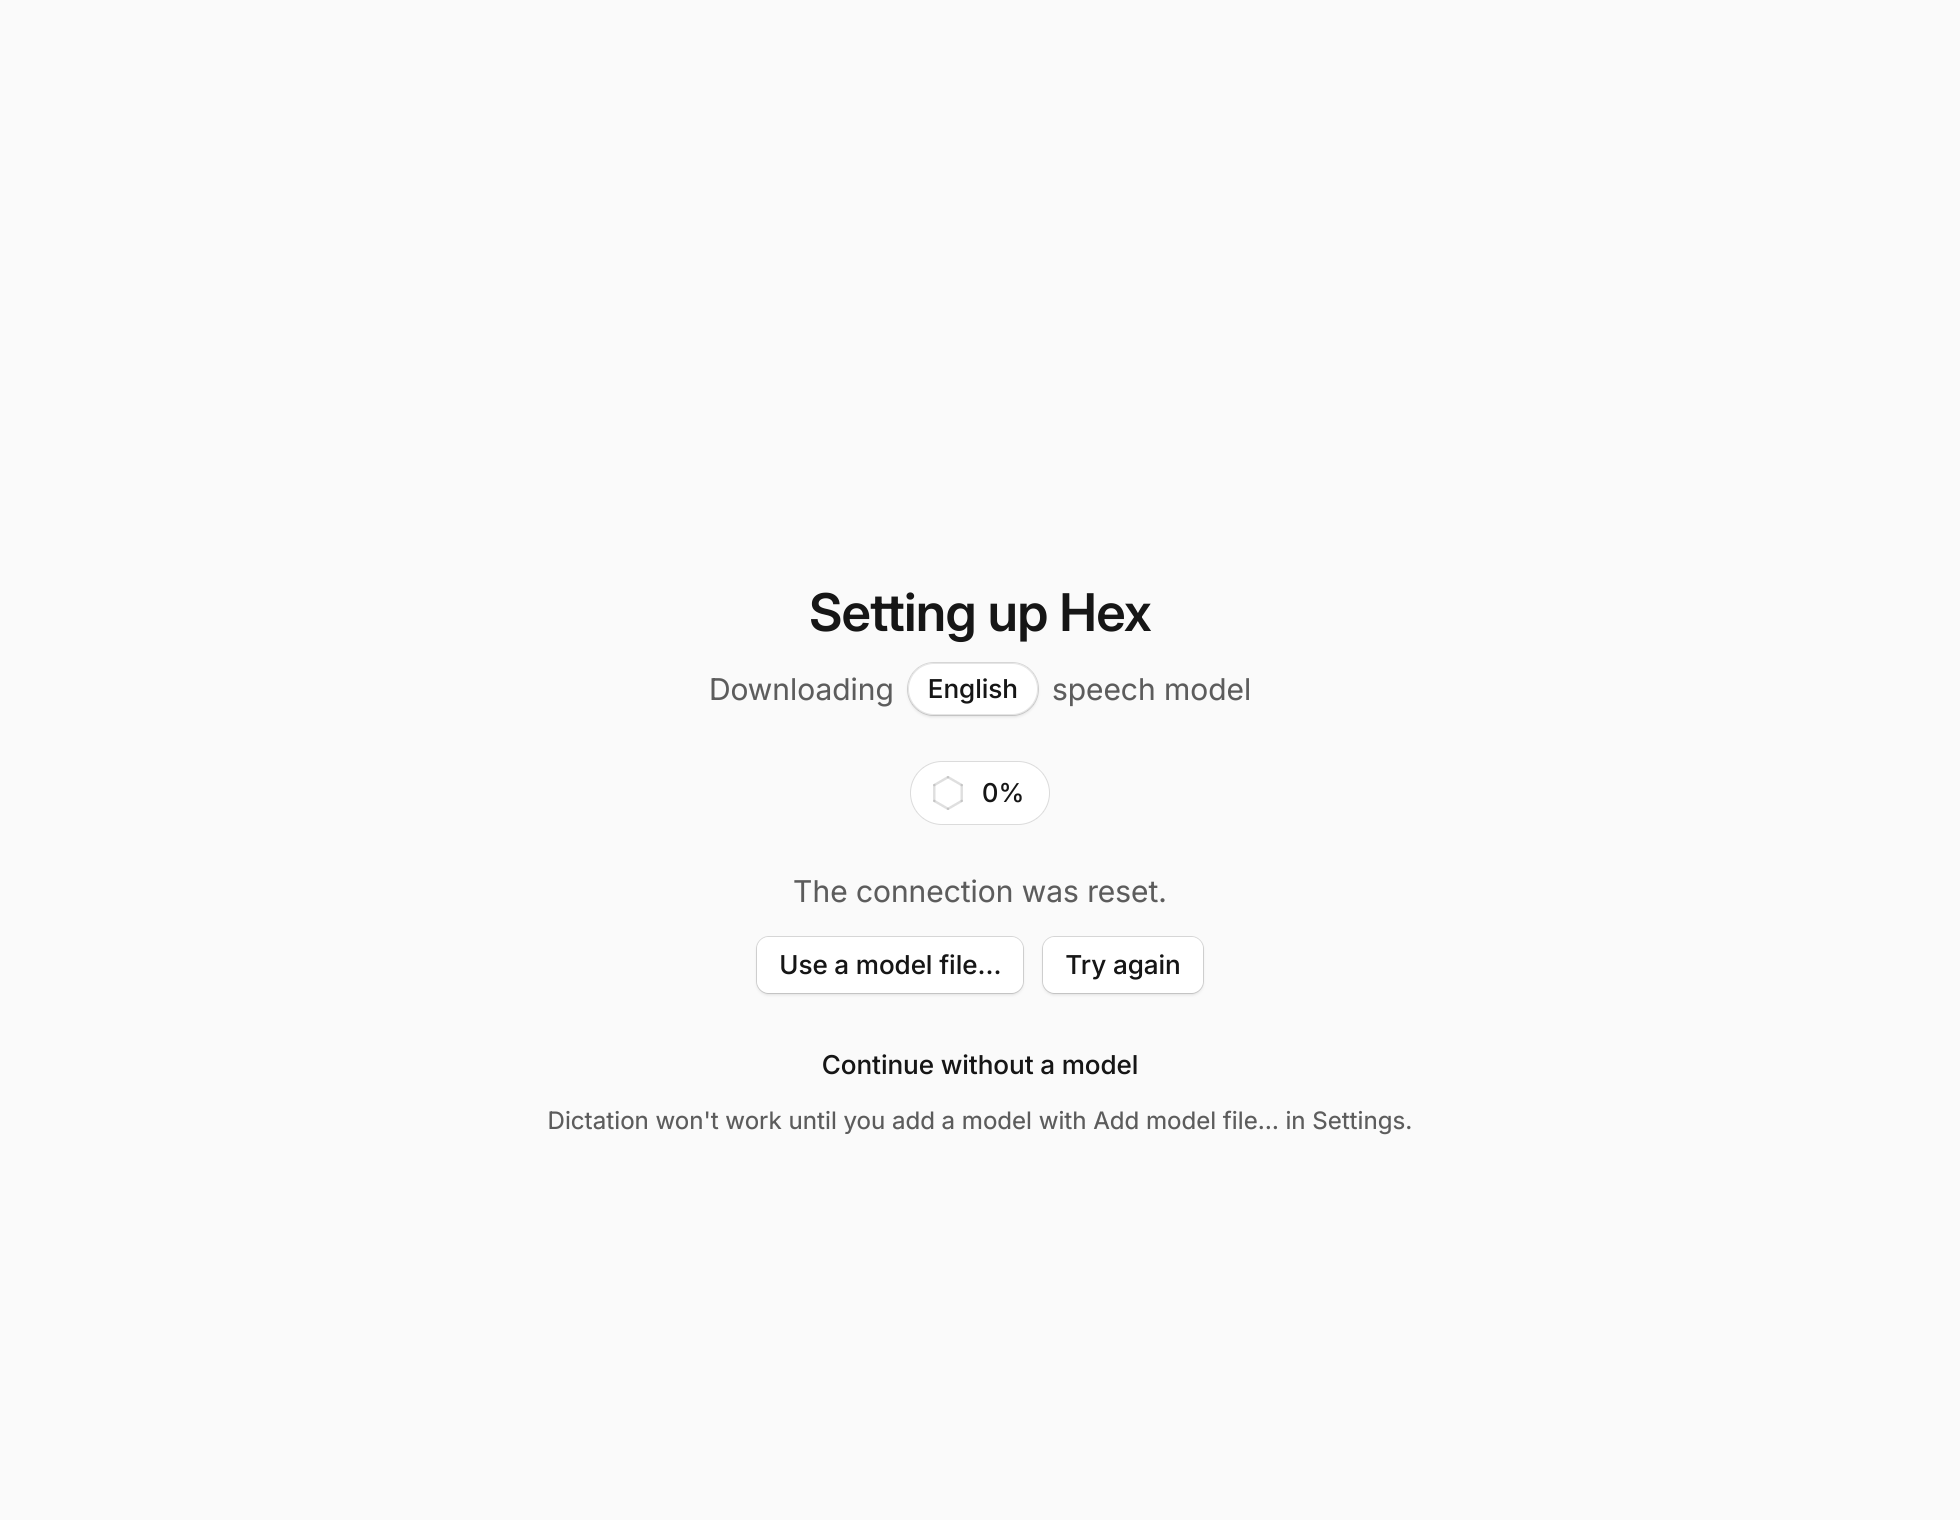 Setting up Hex
Downloading English speech model
0%
The connection was reset.
Use a model file...
Try again
Continue without a model
Dictation won't work until you add a model with Add model file... in Settings.